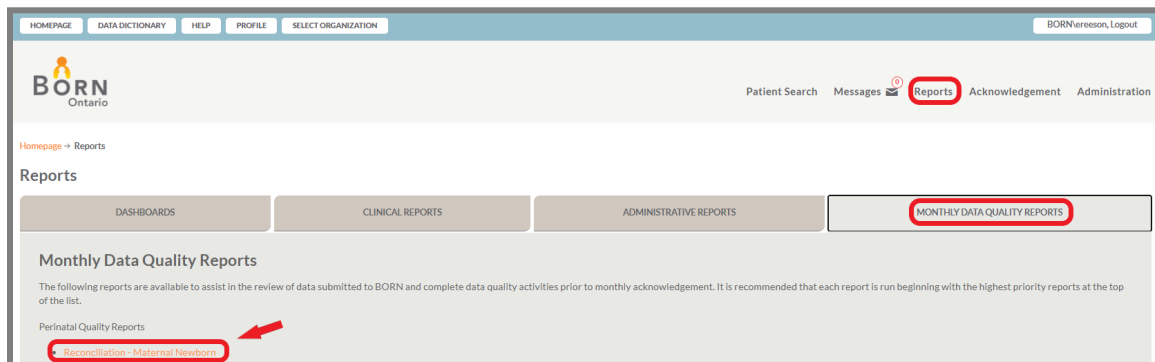 HOMEPAGE DATA DICTIONARY HELP PROFILE SELECT ORGANIZATION BORN\ereeson, Logout
BORN
Ontario
Patient Search Messages 0 Reports Acknowledgement Administration
Homepage → Reports
Reports
DASHBOARDS CLINICAL REPORTS ADMINISTRATIVE REPORTS MONTHLY DATA QUALITY REPORTS
Monthly Data Quality Reports
The following reports are available to assist in the review of data submitted to BORN and complete data quality activities prior to monthly acknowledgement. It is recommended that each report is run beginning with the highest priority reports at the top
of the list.
Perinatal Quality Reports
• Reconciliation - Maternal Newborn